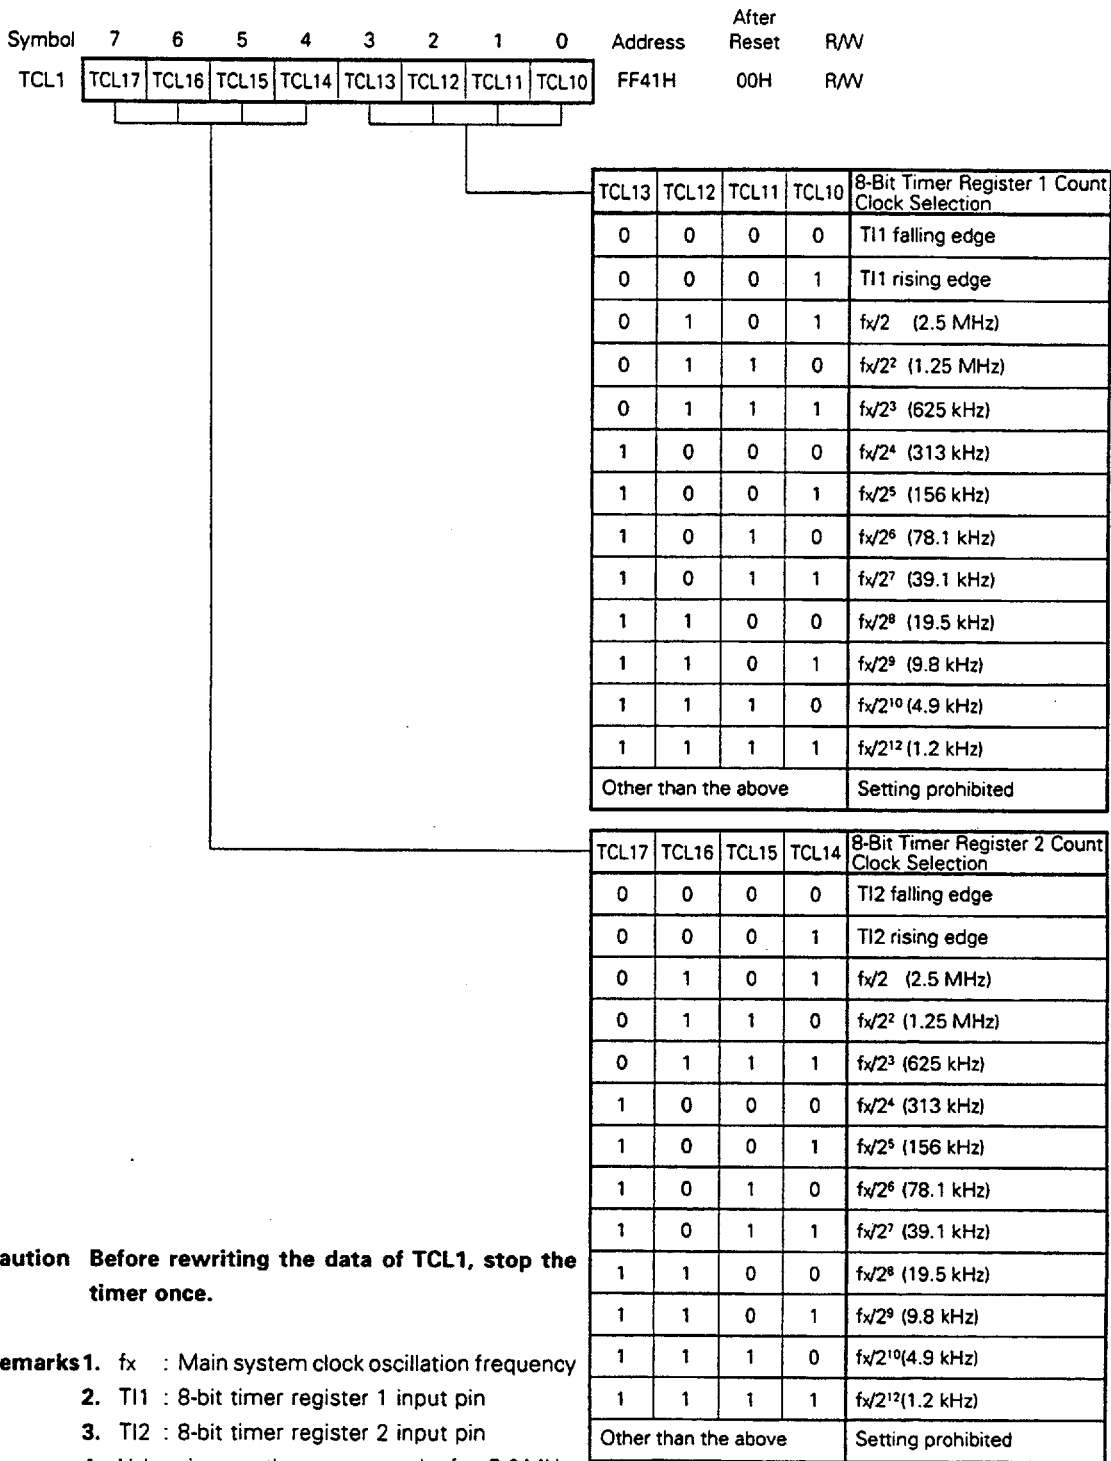 After
Symbol 7 6 5 4 3 2 1 0 Address Reset R/W
TCL1 TCL17 TCL16 TCL15 TCL14 TCL13 TCL12 TCL11 TCL10 FF41H 00H R/W
TCL13 TCL12 TCL11 TCL10 8-Bit Timer Register 1 Count
Clock Selection
0 0 0 0 TI1 falling edge
0 0 0 1 TI1 rising edge
0 1 0 1 fx/2 (2.5 MHz)
0 1 1 0 fx/2² (1.25 MHz)
0 1 1 1 fx/2³ (625 kHz)
1 0 0 0 fx/2⁴ (313 kHz)
1 0 0 1 fx/2⁵ (156 kHz)
1 0 1 0 fx/2⁶ (78.1 kHz)
1 0 1 1 fx/2⁷ (39.1 kHz)
1 1 0 0 fx/2⁸ (19.5 kHz)
1 1 0 1 fx/2⁹ (9.8 kHz)
1 1 1 0 fx/2¹⁰ (4.9 kHz)
1 1 1 1 fx/2¹² (1.2 kHz)
Other than the above Setting prohibited
TCL17 TCL16 TCL15 TCL14 8-Bit Timer Register 2 Count
Clock Selection
0 0 0 0 TI2 falling edge
0 0 0 1 TI2 rising edge
0 1 0 1 fx/2 (2.5 MHz)
0 1 1 0 fx/2² (1.25 MHz)
0 1 1 1 fx/2³ (625 kHz)
1 0 0 0 fx/2⁴ (313 kHz)
1 0 0 1 fx/2⁵ (156 kHz)
1 0 1 0 fx/2⁶ (78.1 kHz)
1 0 1 1 fx/2⁷ (39.1 kHz)
1 1 0 0 fx/2⁸ (19.5 kHz)
1 1 0 1 fx/2⁹ (9.8 kHz)
1 1 1 0 fx/2¹⁰(4.9 kHz)
1 1 1 1 fx/2¹²(1.2 kHz)
Other than the above Setting prohibited
aution Before rewriting the data of TCL1, stop the
timer once.
emarks 1. fx : Main system clock oscillation frequency
2. TI1 : 8-bit timer register 1 input pin
3. TI2 : 8-bit timer register 2 input pin